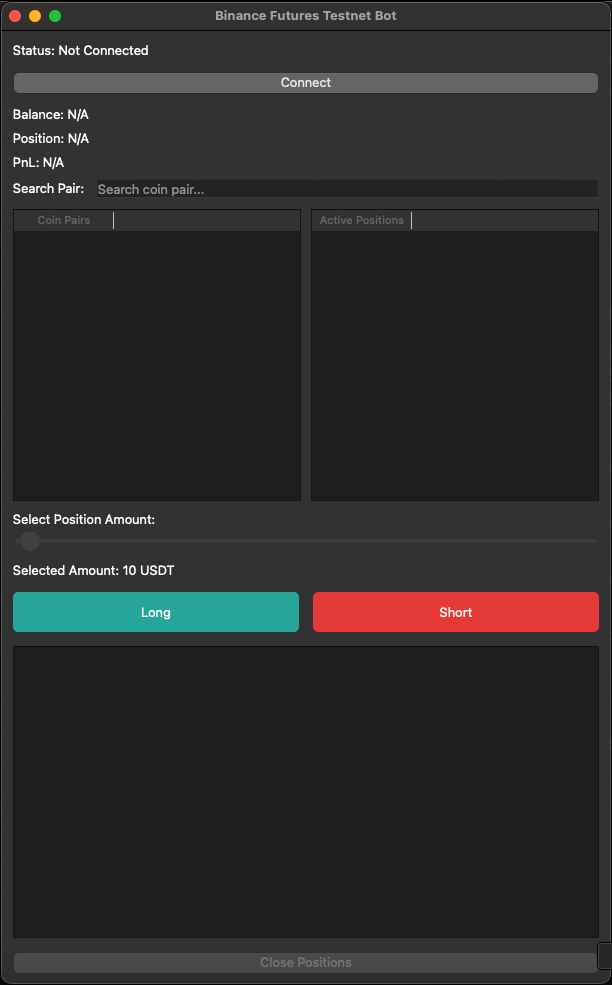 Binance Futures Testnet Bot
Status: Not Connected
Connect
Balance: N/A
Position: N/A
PnL: N/A
Search Pair: Search coin pair...
Coin Pairs
Active Positions
Select Position Amount:
Selected Amount: 10 USDT
Long
Short
Close Positions